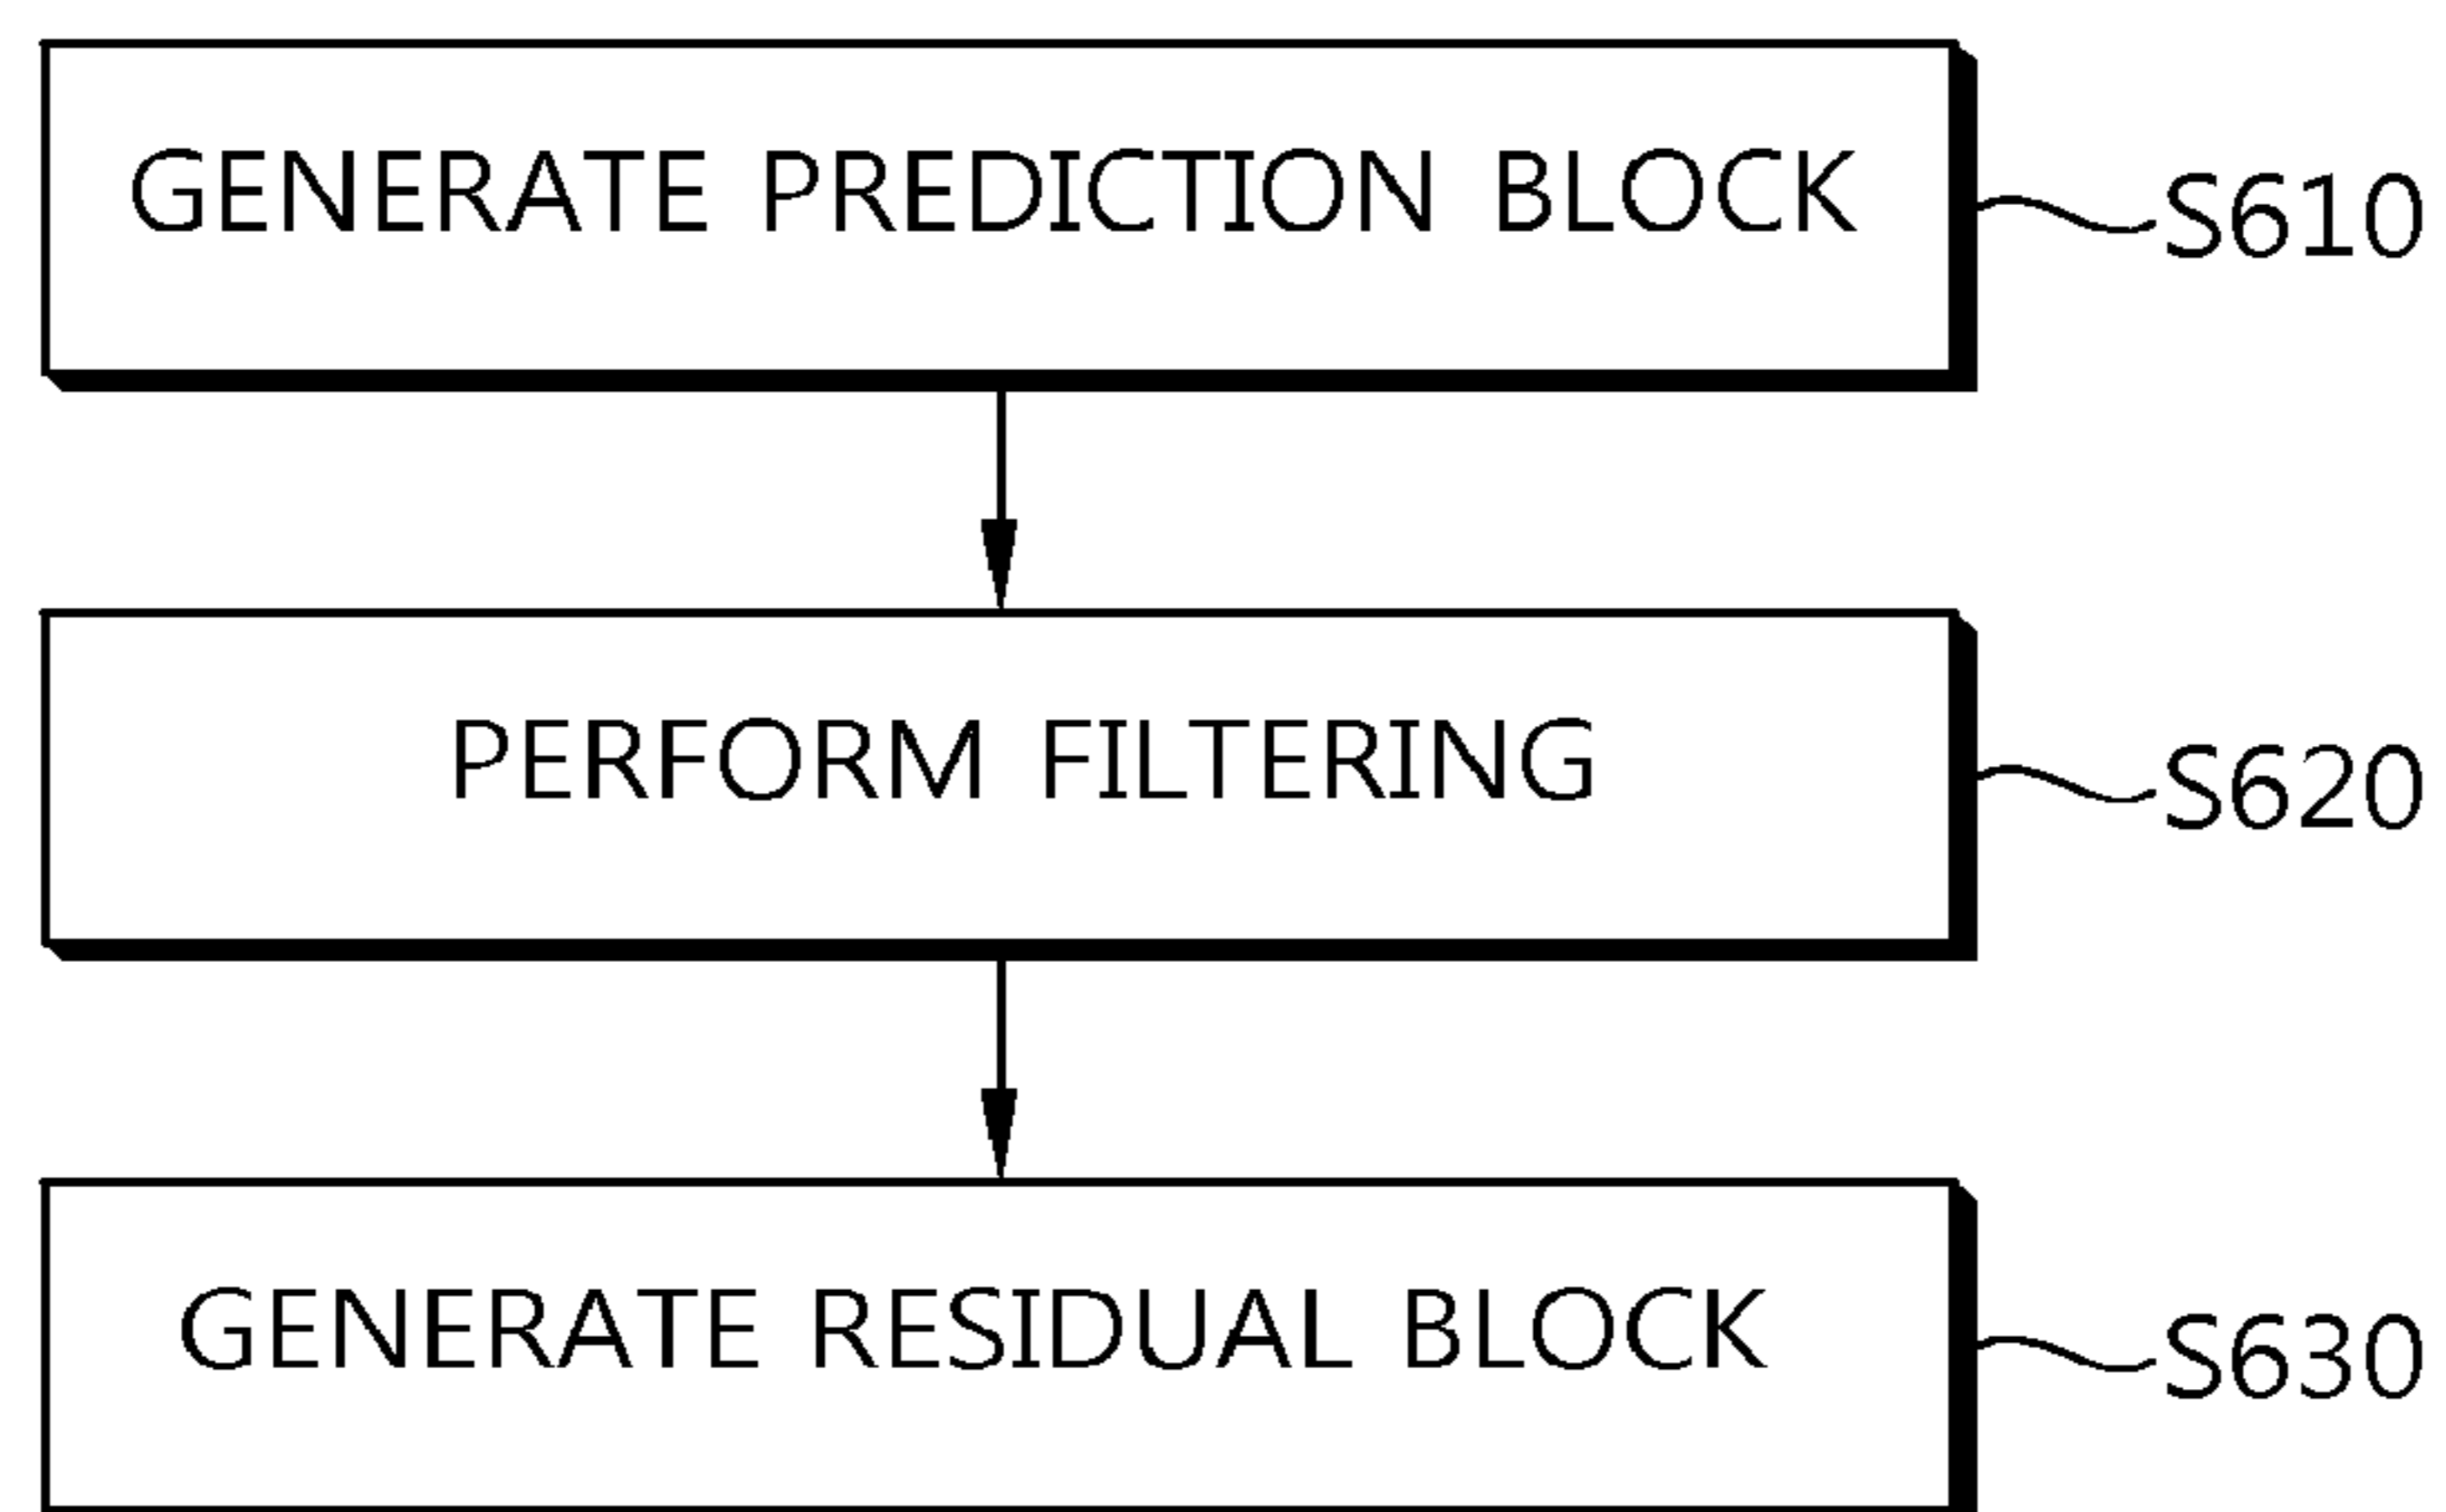 GENERATE PREDICTION BLOCK
S610
PERFORM FILTERING
S620
GENERATE RESIDUAL BLOCK
S630